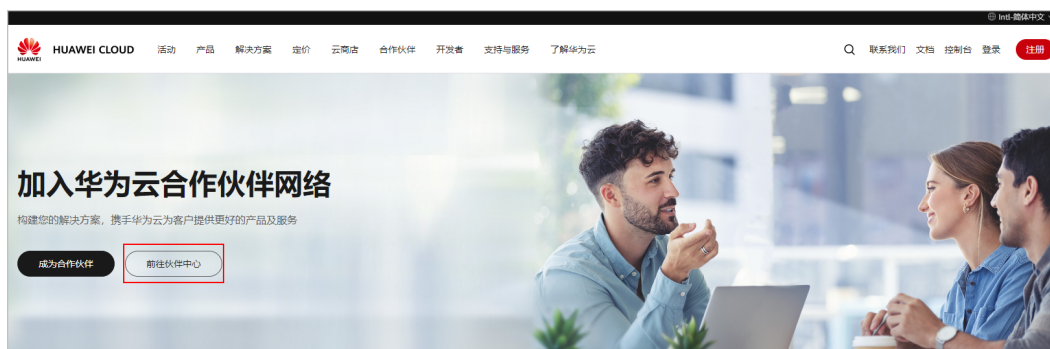 Intl-简体中文
HUAWEI
HUAWEI CLOUD 活动 产品 解决方案 定价 云商店 合作伙伴 开发者 支持与服务 了解华为云 联系我们 文档 控制台 登录 注册
加入华为云合作伙伴网络
构建您的解决方案，携手华为云为客户提供更好的产品及服务
成为合作伙伴 前往伙伴中心